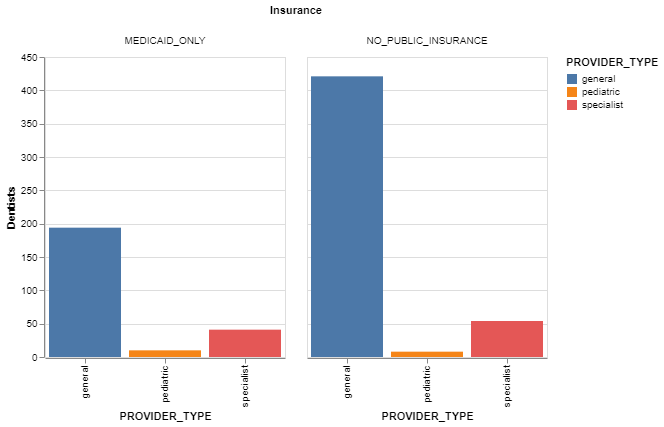 Insurance
MEDICAID_ONLY
NO_PUBLIC_INSURANCE
450
400
350
300
250
200
150
100
50
0
Dentists
general
pediatric
specialist
PROVIDER_TYPE
general
pediatric
specialist
PROVIDER_TYPE
PROVIDER_TYPE
general
pediatric
specialist